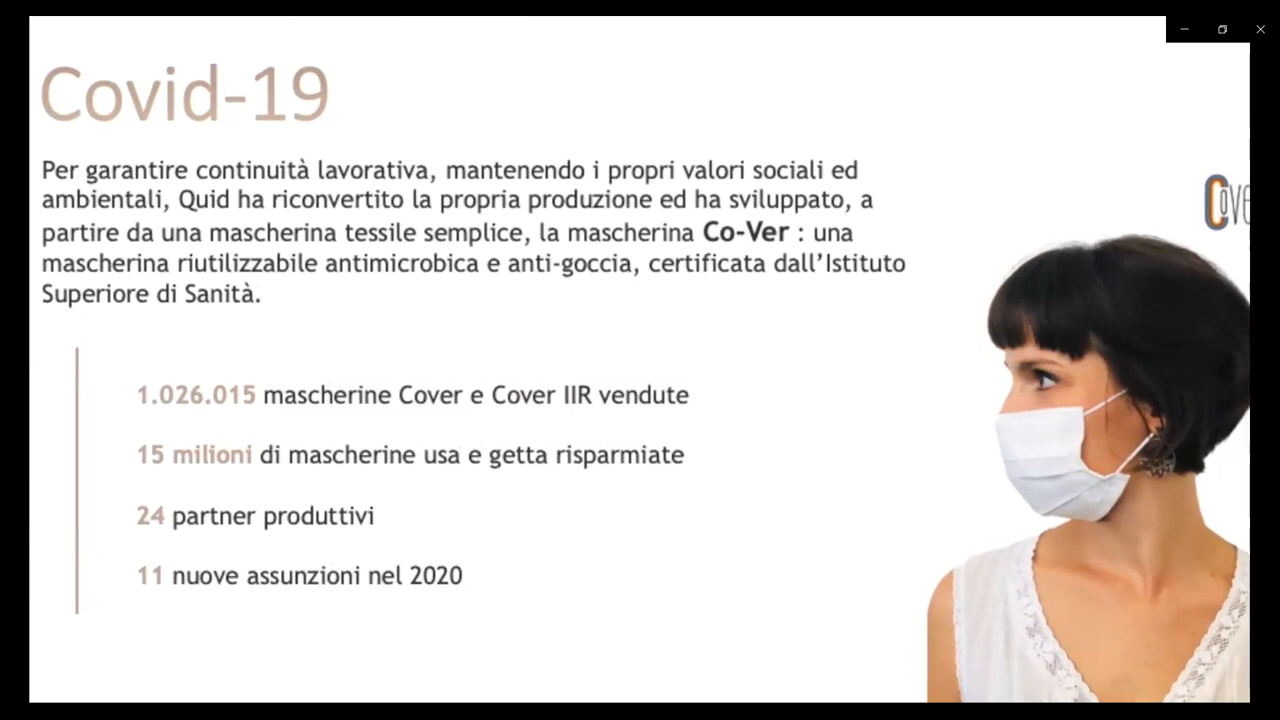 Covid-19
Per garantire continuità lavorativa, mantenendo i propri valori sociali ed
ambientali, Quid ha riconvertito la propria produzione ed ha sviluppato, a
partire da una mascherina tessile semplice, la mascherina Co-Ver : una
mascherina riutilizzabile antimicrobica e anti-goccia, certificata dall’Istituto
Superiore di Sanità.
Cove
1.026.015 mascherine Cover e Cover IIR vendute
15 milioni di mascherine usa e getta risparmiate
24 partner produttivi
11 nuove assunzioni nel 2020